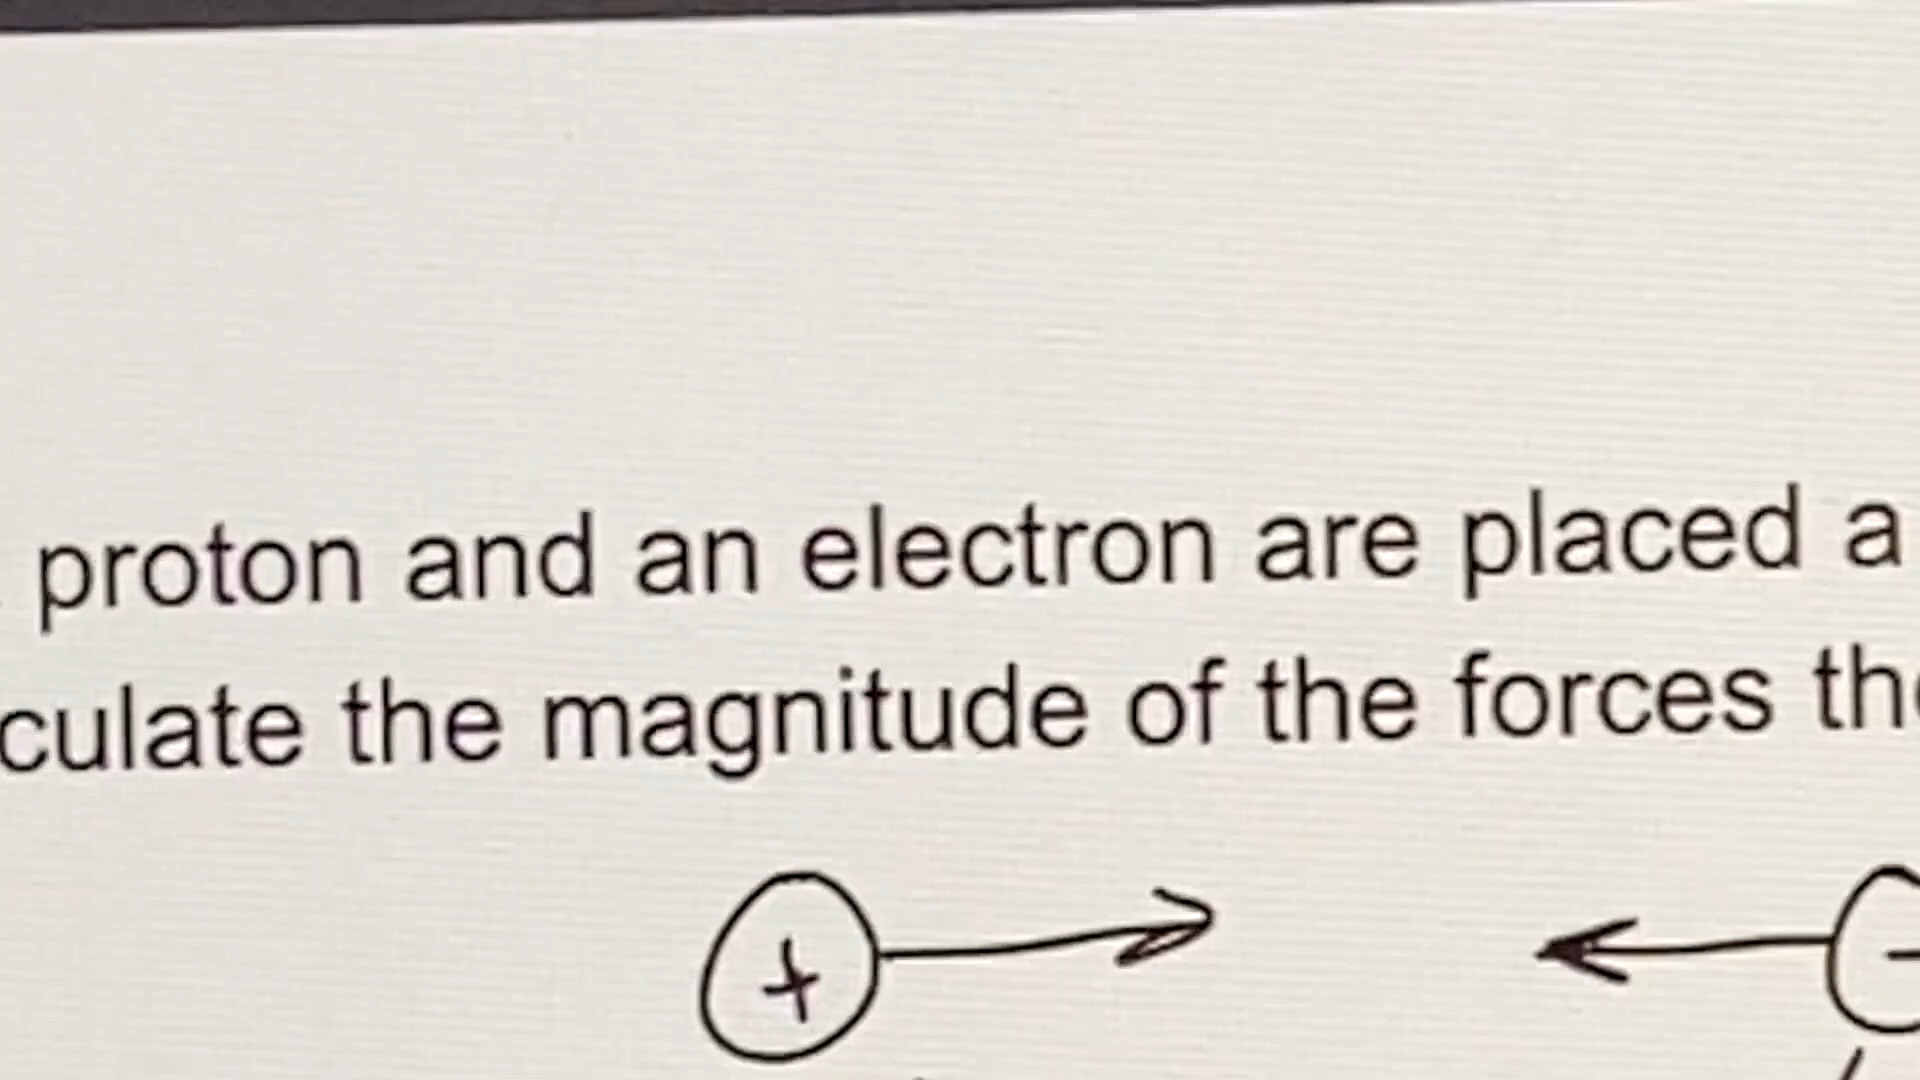 proton and an electron are placed a
culate the magnitude of the forces th
+
-